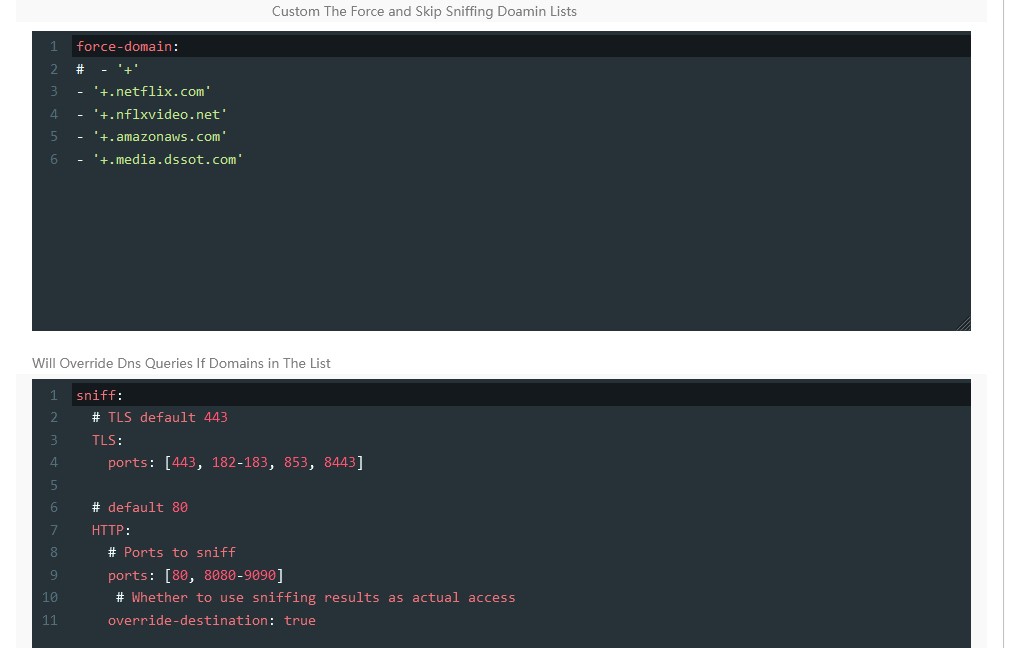 Custom The Force and Skip Sniffing Doamin Lists
1 force-domain:
2 #  - '+'
3 - '+.netflix.com'
4 - '+.nflxvideo.net'
5 - '+.amazonaws.com'
6 - '+.media.dssot.com'
Will Override Dns Queries If Domains in The List
1 sniff:
2   # TLS default 443
3   TLS:
4     ports: [443, 182-183, 853, 8443]
5
6   # default 80
7   HTTP:
8     # Ports to sniff
9     ports: [80, 8080-9090]
10      # Whether to use sniffing results as actual access
11     override-destination: true